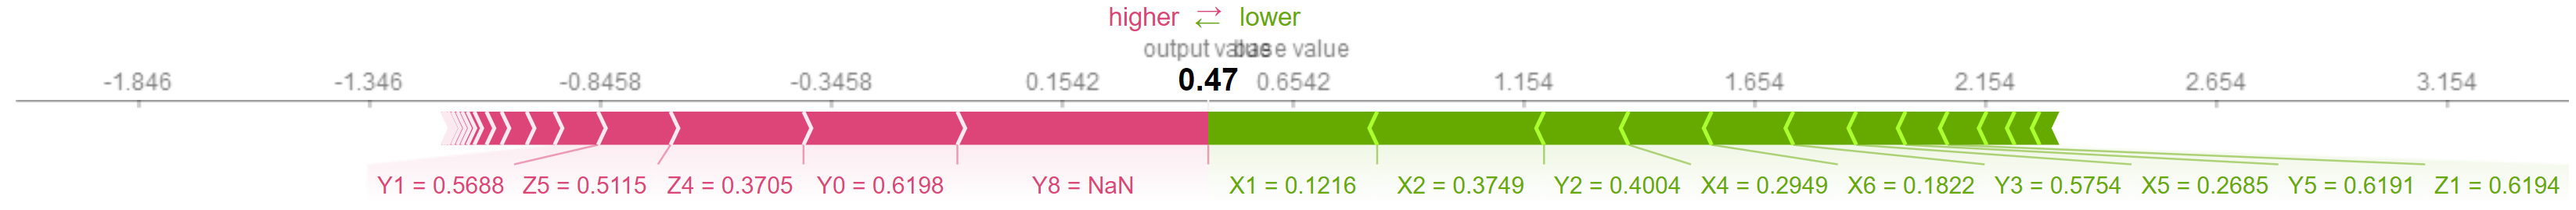 higher ⇄ lower
output value base value
-1.846 -1.346 -0.8458 -0.3458 0.1542 0.47 0.6542 1.154 1.654 2.154 2.654 3.154
Y1 = 0.5688 Z5 = 0.5115 Z4 = 0.3705 Y0 = 0.6198 Y8 = NaN X1 = 0.1216 X2 = 0.3749 Y2 = 0.4004 X4 = 0.2949 X6 = 0.1822 Y3 = 0.5754 X5 = 0.2685 Y5 = 0.6191 Z1 = 0.6194